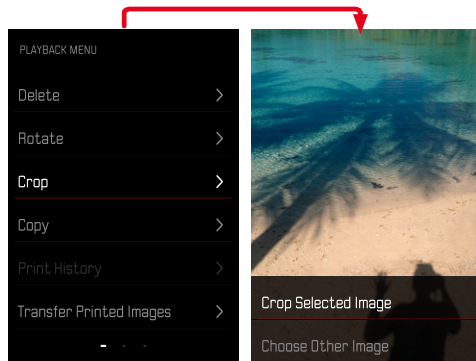 PLAYBACK MENU
Delete
Rotate
Crop
Copy
Print History
Transfer Printed Images
Crop Selected Image
Choose Other Image